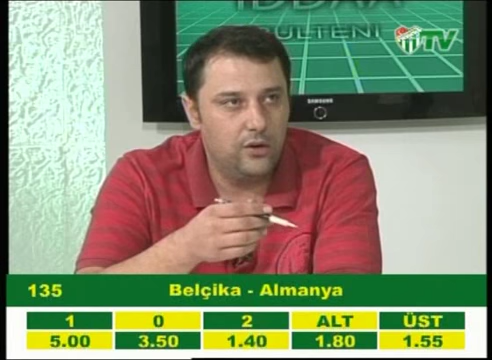 İDDAA
BÜLTENİ
TV
SAMSUNG
135 Belçika - Almanya
1 0 2 ALT ÜST
5.00 3.50 1.40 1.80 1.55